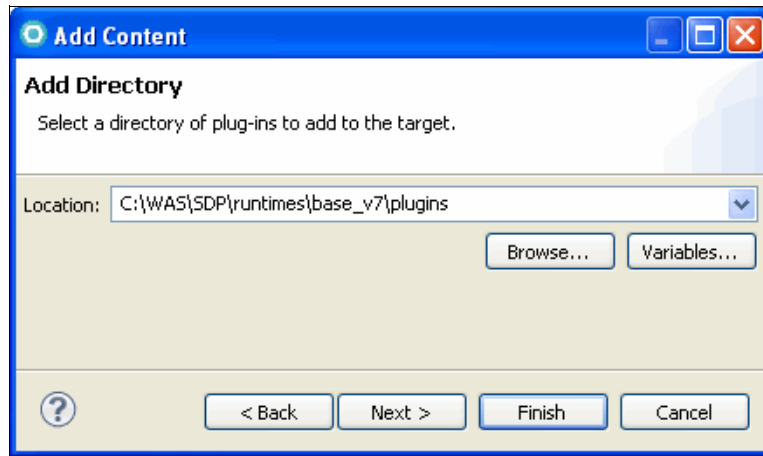 Add Content
Add Directory
Select a directory of plug-ins to add to the target.
Location: C:\WAS\SDP\runtimes\base_v7\plugins
Browse... Variables...
? < Back Next > Finish Cancel